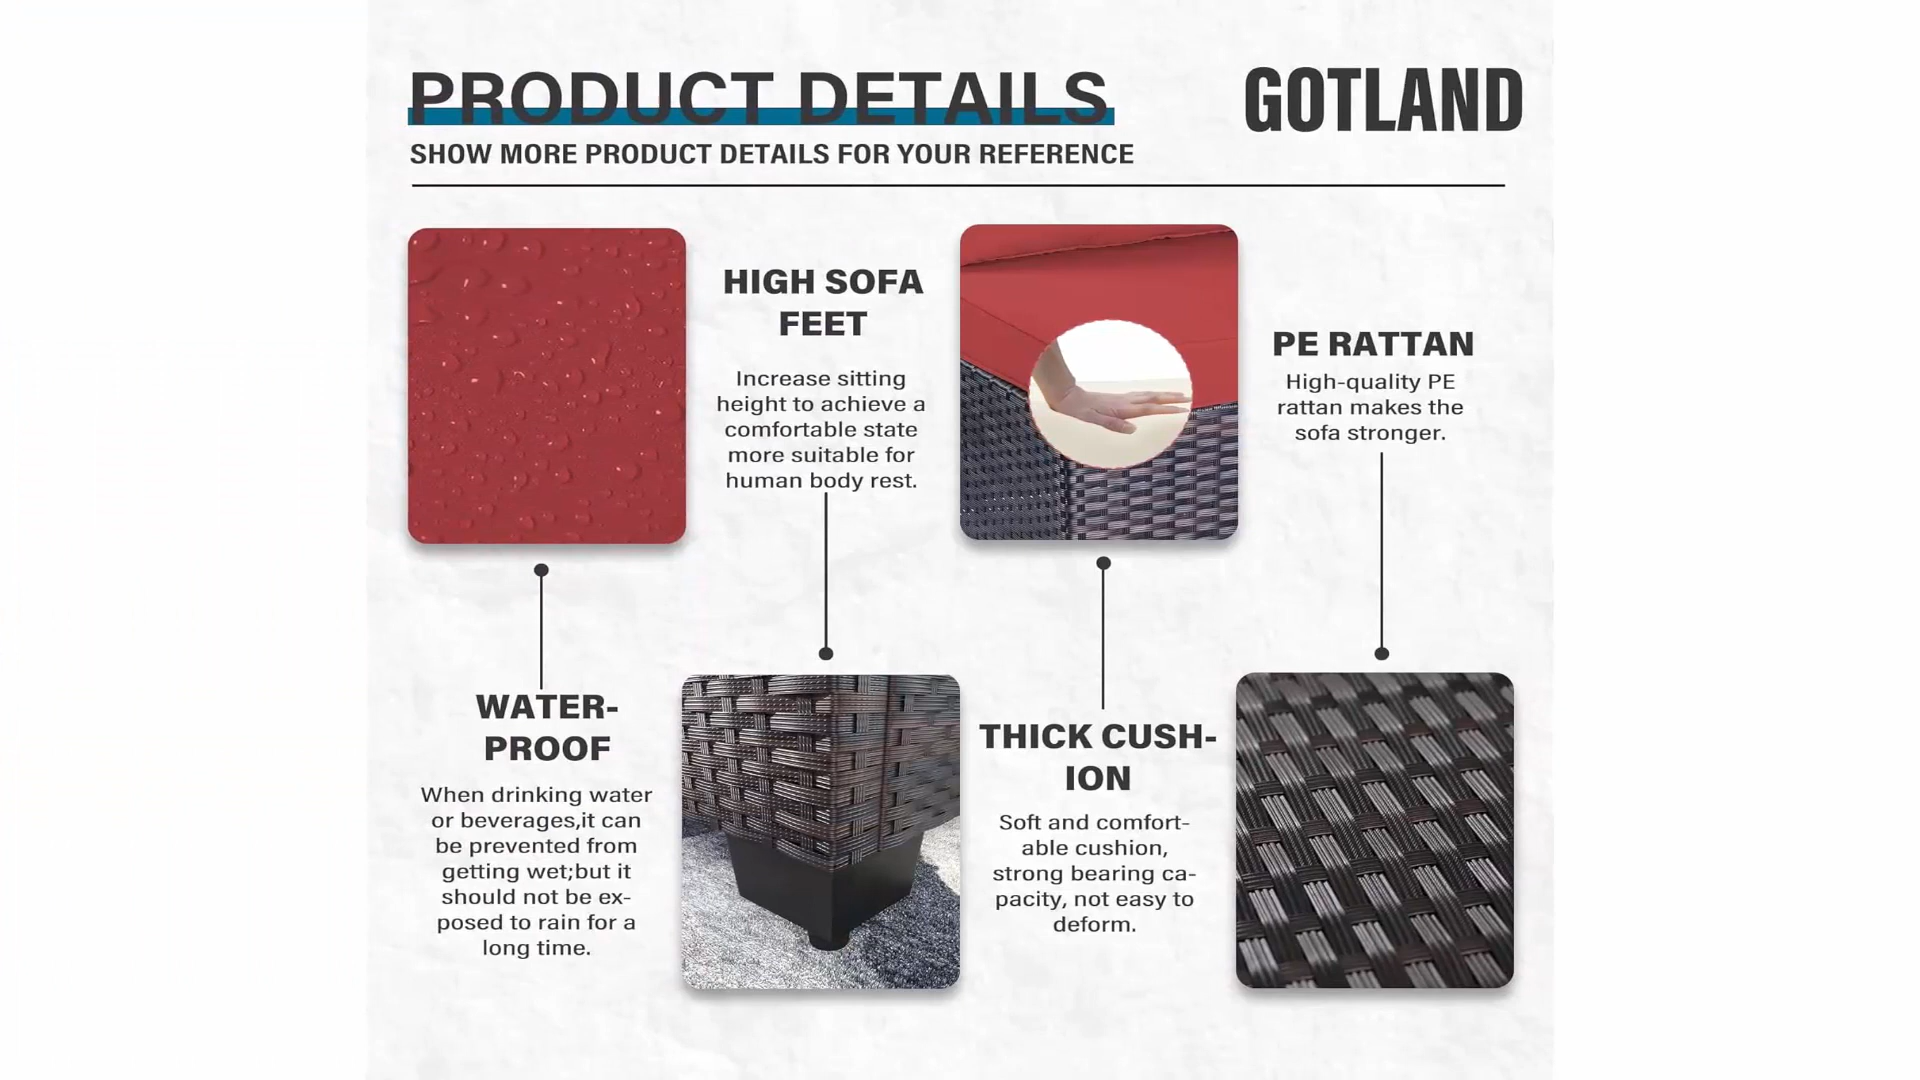 PRODUCT DETAILS
GOTLAND
SHOW MORE PRODUCT DETAILS FOR YOUR REFERENCE
HIGH SOFA
FEET
Increase sitting
height to achieve a
comfortable state
more suitable for
human body rest.
PE RATTAN
High-quality PE
rattan makes the
sofa stronger.
WATER-
PROOF
When drinking water
or beverages,it can
be prevented from
getting wet;but it
should not be ex-
posed to rain for a
long time.
THICK CUSH-
ION
Soft and comfort-
able cushion,
strong bearing ca-
pacity, not easy to
deform.